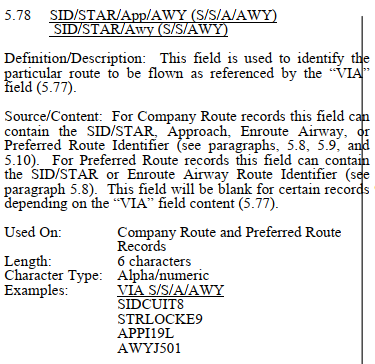 5.78 SID/STAR/App/AWY (S/S/A/AWY)
SID/STAR/Awy (S/S/AWY)
Definition/Description: This field is used to identify the
particular route to be flown as referenced by the “VIA”
field (5.77).
Source/Content: For Company Route records this field can
contain the SID/STAR, Approach, Enroute Airway, or
Preferred Route Identifier (see paragraphs, 5.8, 5.9, and
5.10). For Preferred Route records this field can contain
the SID/STAR or Enroute Airway Route Identifier (see
paragraph 5.8). This field will be blank for certain records
depending on the “VIA” field content (5.77).
Used On: Company Route and Preferred Route
Records
Length: 6 characters
Character Type: Alpha/numeric
Examples: VIA S/S/A/AWY
SIDCUIT8
STRLOCKE9
APPI19L
AWYJ501